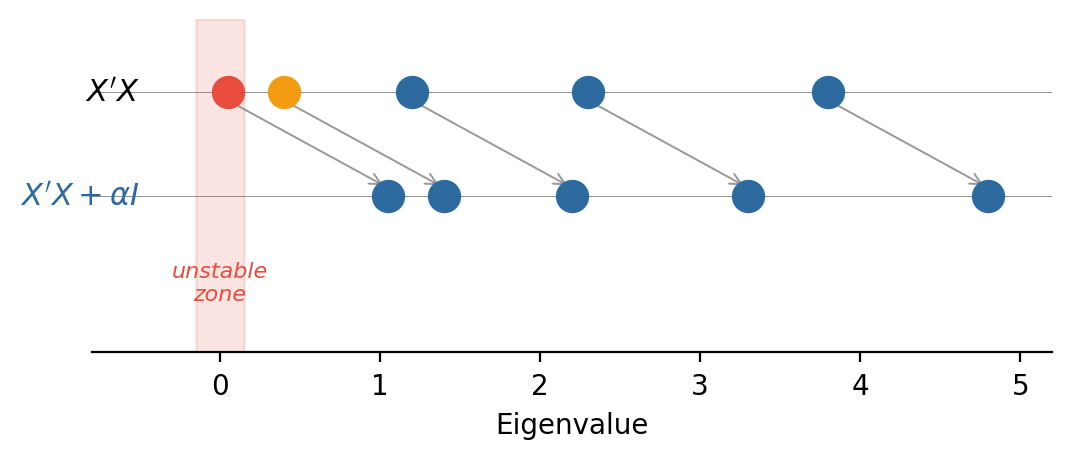 X′X
X′X + αI
unstable
zone
0 1 2 3 4 5
Eigenvalue